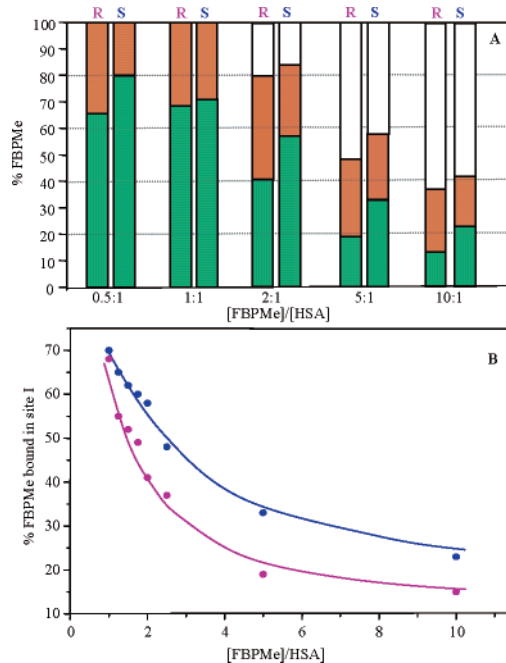 R S R S R S R S R S
A
100
90
80
70
60
50
40
30
20
10
0
% FBPMe
0.5:1 1:1 2:1 5:1 10:1
[FBPMe]/[HSA]
B
70
60
50
40
30
20
10
% FBPMe bound in site I
0 2 4 6 8 10
[FBPMe]/HSA]